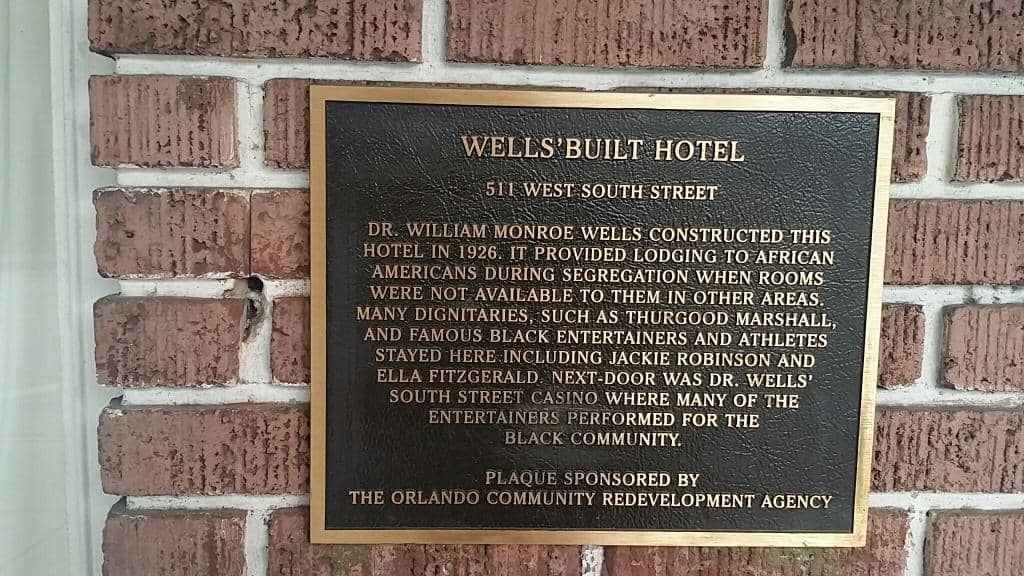 WELLS' BUILT HOTEL
511 WEST SOUTH STREET
DR. WILLIAM MONROE WELLS CONSTRUCTED THIS
HOTEL IN 1926. IT PROVIDED LODGING TO AFRICAN
AMERICANS DURING SEGREGATION WHEN ROOMS
WERE NOT AVAILABLE TO THEM IN OTHER AREAS.
MANY DIGNITARIES, SUCH AS THURGOOD MARSHALL,
AND FAMOUS BLACK ENTERTAINERS AND ATHLETES
STAYED HERE INCLUDING JACKIE ROBINSON AND
ELLA FITZGERALD. NEXT-DOOR WAS DR. WELLS'
SOUTH STREET CASINO WHERE MANY OF THE
ENTERTAINERS PERFORMED FOR THE
BLACK COMMUNITY.
PLAQUE SPONSORED BY
THE ORLANDO COMMUNITY REDEVELOPMENT AGENCY